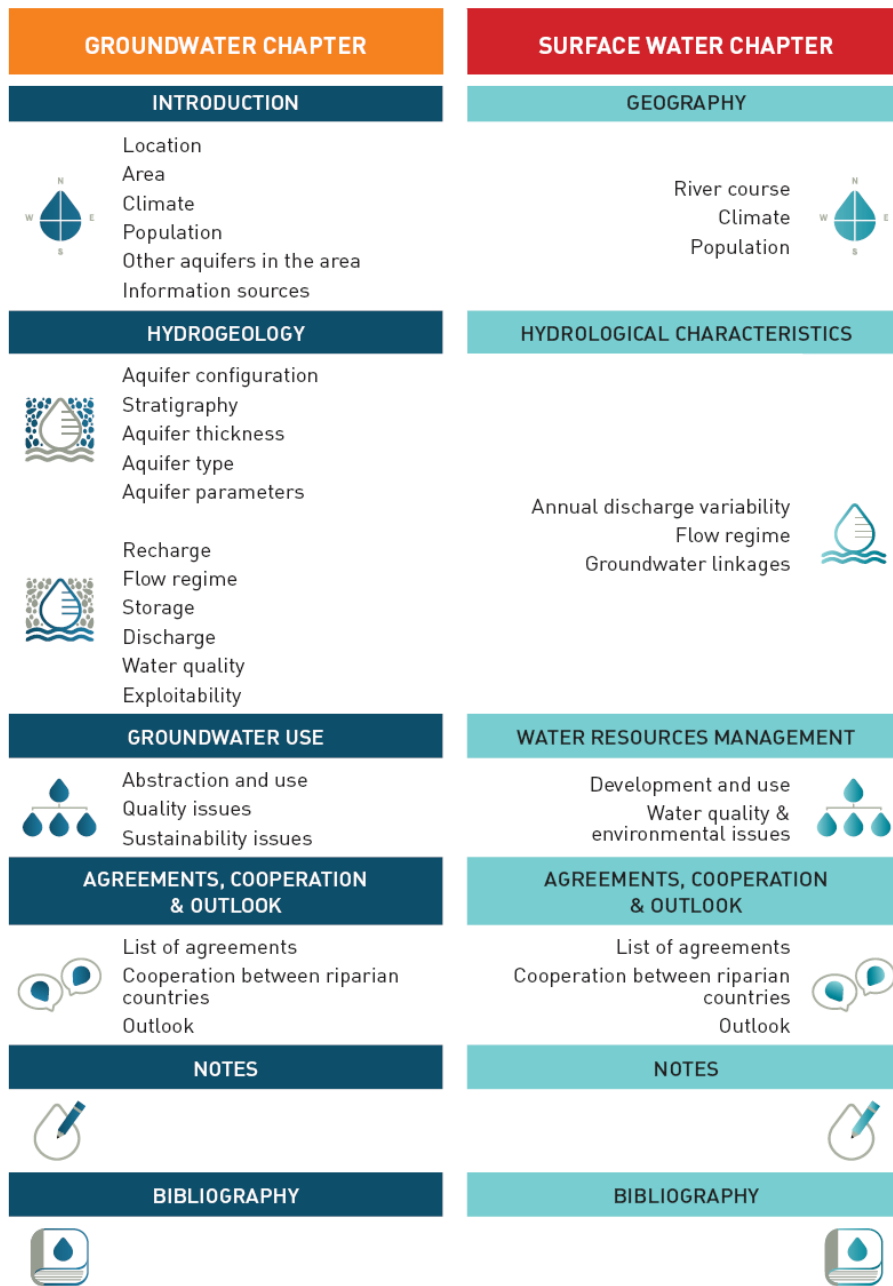 GROUNDWATER CHAPTER
INTRODUCTION
N
W E
S
Location
Area
Climate
Population
Other aquifers in the area
Information sources
HYDROGEOLOGY
Aquifer configuration
Stratigraphy
Aquifer thickness
Aquifer type
Aquifer parameters
Recharge
Flow regime
Storage
Discharge
Water quality
Exploitability
GROUNDWATER USE
Abstraction and use
Quality issues
Sustainability issues
AGREEMENTS, COOPERATION
& OUTLOOK
List of agreements
Cooperation between riparian
countries
Outlook
NOTES
BIBLIOGRAPHY
SURFACE WATER CHAPTER
GEOGRAPHY
River course
Climate
Population
N
W E
S
HYDROLOGICAL CHARACTERISTICS
Annual discharge variability
Flow regime
Groundwater linkages
WATER RESOURCES MANAGEMENT
Development and use
Water quality &
environmental issues
AGREEMENTS, COOPERATION
& OUTLOOK
List of agreements
Cooperation between riparian
countries
Outlook
NOTES
BIBLIOGRAPHY